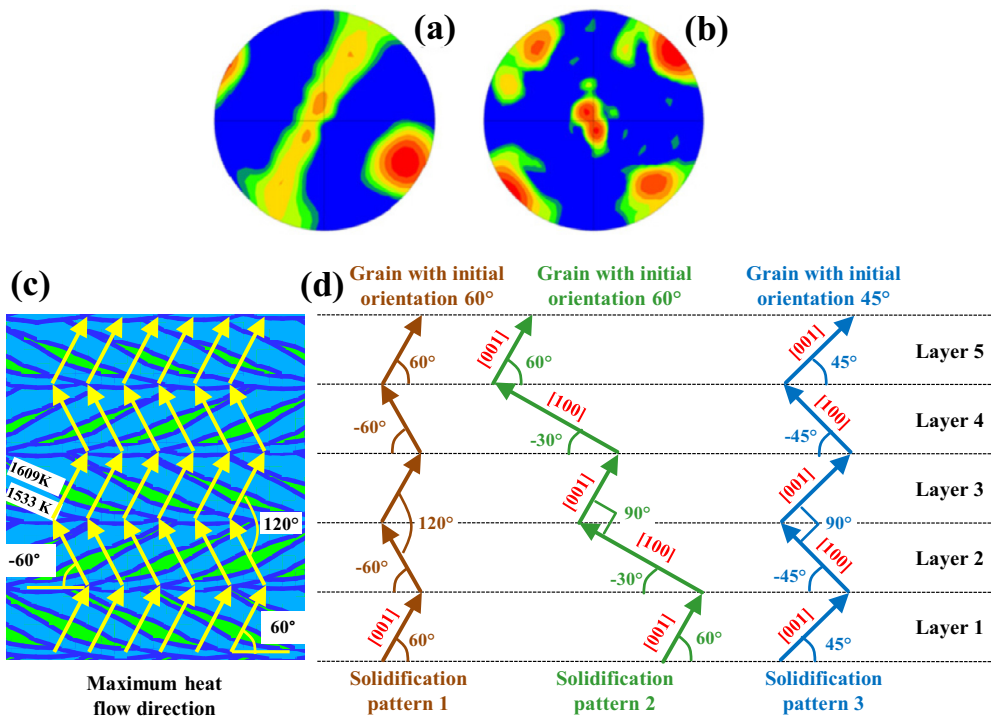 (a)
(b)
(c)
1609K
1533 K
-60°
120°
60°
Maximum heat
flow direction
(d)
Grain with initial
orientation 60°
Grain with initial
orientation 60°
Grain with initial
orientation 45°
60°
[001]
60°
[001]
45°
Layer 5
-60°
[100]
-30°
[100]
-45°
Layer 4
120°
[001]
90°
[001]
90°
Layer 3
-60°
[100]
-30°
[100]
-45°
Layer 2
[001]
60°
[001]
60°
[001]
45°
Layer 1
Solidification
pattern 1
Solidification
pattern 2
Solidification
pattern 3